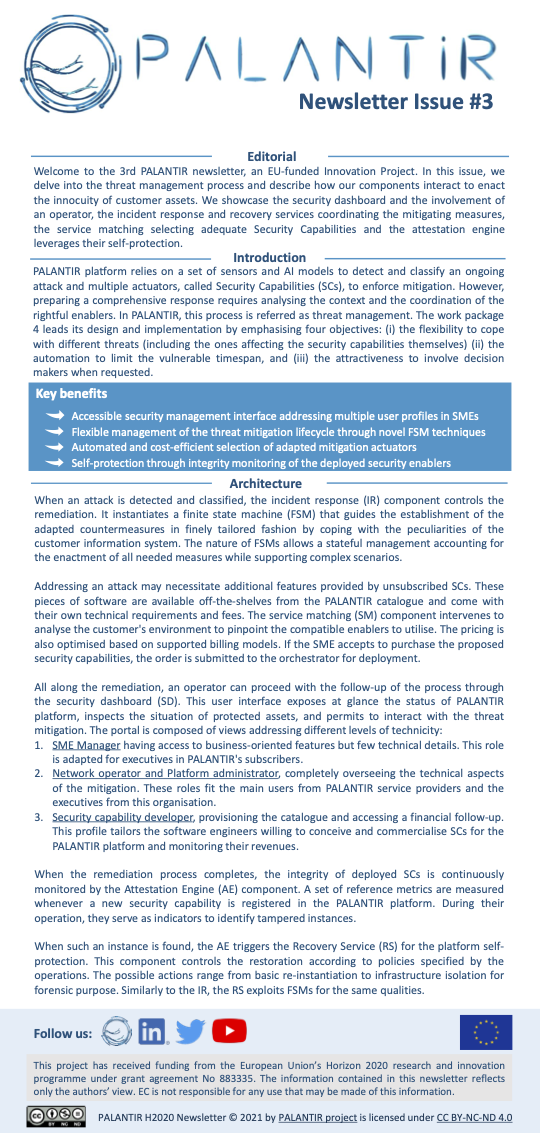 PALANTIR
Newsletter Issue #3
Editorial
Welcome to the 3rd PALANTIR newsletter, an EU-funded Innovation Project. In this issue, we
delve into the threat management process and describe how our components interact to enact
the innocuity of customer assets. We showcase the security dashboard and the involvement of
an operator, the incident response and recovery services coordinating the mitigating measures,
the service matching selecting adequate Security Capabilities and the attestation engine
leverages their self-protection.
Introduction
PALANTIR platform relies on a set of sensors and AI models to detect and classify an ongoing
attack and multiple actuators, called Security Capabilities (SCs), to enforce mitigation. However,
preparing a comprehensive response requires analysing the context and the coordination of the
rightful enablers. In PALANTIR, this process is referred as threat management. The work package
4 leads its design and implementation by emphasising four objectives: (i) the flexibility to cope
with different threats (including the ones affecting the security capabilities themselves) (ii) the
automation to limit the vulnerable timespan, and (iii) the attractiveness to involve decision
makers when requested.
Key benefits
Accessible security management interface addressing multiple user profiles in SMEs
Flexible management of the threat mitigation lifecycle through novel FSM techniques
Automated and cost-efficient selection of adapted mitigation actuators
Self-protection through integrity monitoring of the deployed security enablers
Architecture
When an attack is detected and classified, the incident response (IR) component controls the
remediation. It instantiates a finite state machine (FSM) that guides the establishment of the
adapted countermeasures in finely tailored fashion by coping with the peculiarities of the
customer information system. The nature of FSMs allows a stateful management accounting for
the enactment of all needed measures while supporting complex scenarios.
Addressing an attack may necessitate additional features provided by unsubscribed SCs. These
pieces of software are available off-the-shelves from the PALANTIR catalogue and come with
their own technical requirements and fees. The service matching (SM) component intervenes to
analyse the customer's environment to pinpoint the compatible enablers to utilise. The pricing is
also optimised based on supported billing models. If the SME accepts to purchase the proposed
security capabilities, the order is submitted to the orchestrator for deployment.
All along the remediation, an operator can proceed with the follow-up of the process through
the security dashboard (SD). This user interface exposes at glance the status of PALANTIR
platform, inspects the situation of protected assets, and permits to interact with the threat
mitigation. The portal is composed of views addressing different levels of technicity:
1. SME Manager having access to business-oriented features but few technical details. This role
is adapted for executives in PALANTIR's subscribers.
2. Network operator and Platform administrator, completely overseeing the technical aspects
of the mitigation. These roles fit the main users from PALANTIR service providers and the
executives from this organisation.
3. Security capability developer, provisioning the catalogue and accessing a financial follow-up.
This profile tailors the software engineers willing to conceive and commercialise SCs for the
PALANTIR platform and monitoring their revenues.
When the remediation process completes, the integrity of deployed SCs is continuously
monitored by the Attestation Engine (AE) component. A set of reference metrics are measured
whenever a new security capability is registered in the PALANTIR platform. During their
operation, they serve as indicators to identify tampered instances.
When such an instance is found, the AE triggers the Recovery Service (RS) for the platform self-
protection. This component controls the restoration according to policies specified by the
operations. The possible actions range from basic re-instantiation to infrastructure isolation for
forensic purpose. Similarly to the IR, the RS exploits FSMs for the same qualities.
Follow us:
in
This project has received funding from the European Union's Horizon 2020 research and innovation
programme under grant agreement No 883335. The information contained in this newsletter reflects
only the authors' view. EC is not responsible for any use that may be made of this information.
cc BY NC ND
PALANTIR H2020 Newsletter © 2021 by PALANTIR project is licensed under CC BY-NC-ND 4.0